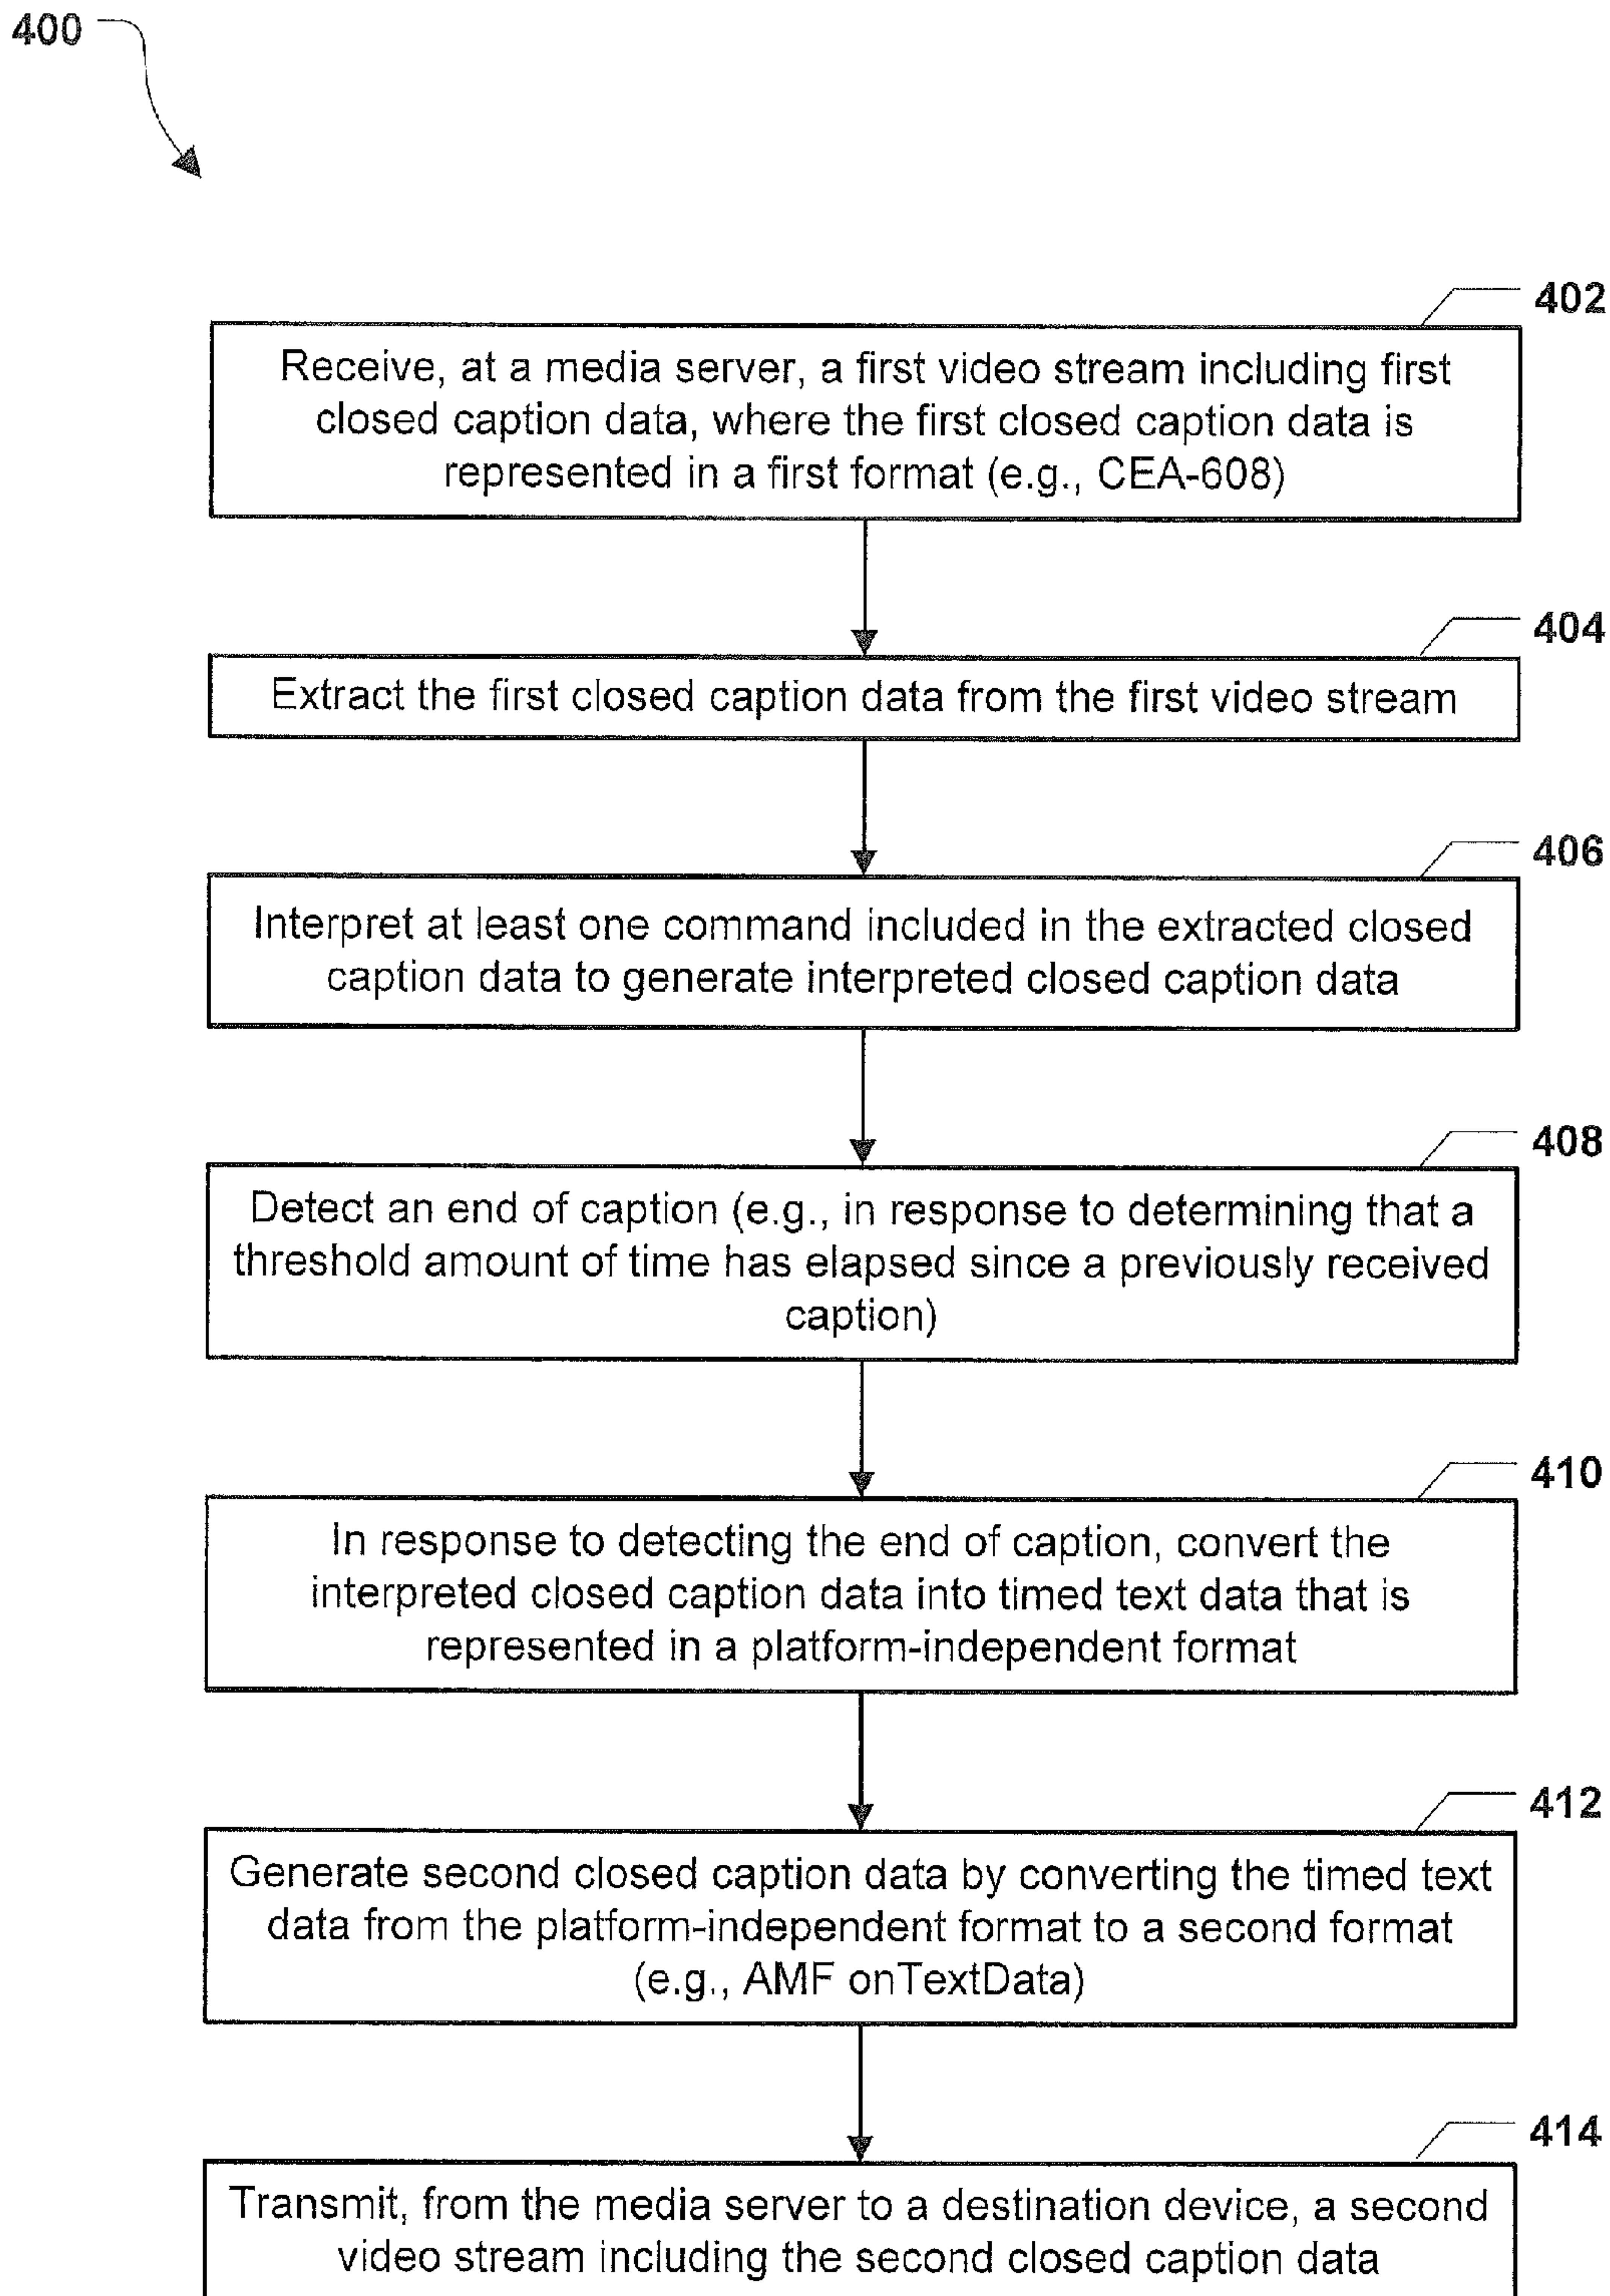 400
402
Receive, at a media server, a first video stream including first
closed caption data, where the first closed caption data is
represented in a first format (e.g., CEA-608)
404
Extract the first closed caption data from the first video stream
406
Interpret at least one command included in the extracted closed
caption data to generate interpreted closed caption data
408
Detect an end of caption (e.g., in response to determining that a
threshold amount of time has elapsed since a previously received
caption)
410
In response to detecting the end of caption, convert the
interpreted closed caption data into timed text data that is
represented in a platform-independent format
412
Generate second closed caption data by converting the timed text
data from the platform-independent format to a second format
(e.g., AMF onTextData)
414
Transmit, from the media server to a destination device, a second
video stream including the second closed caption data